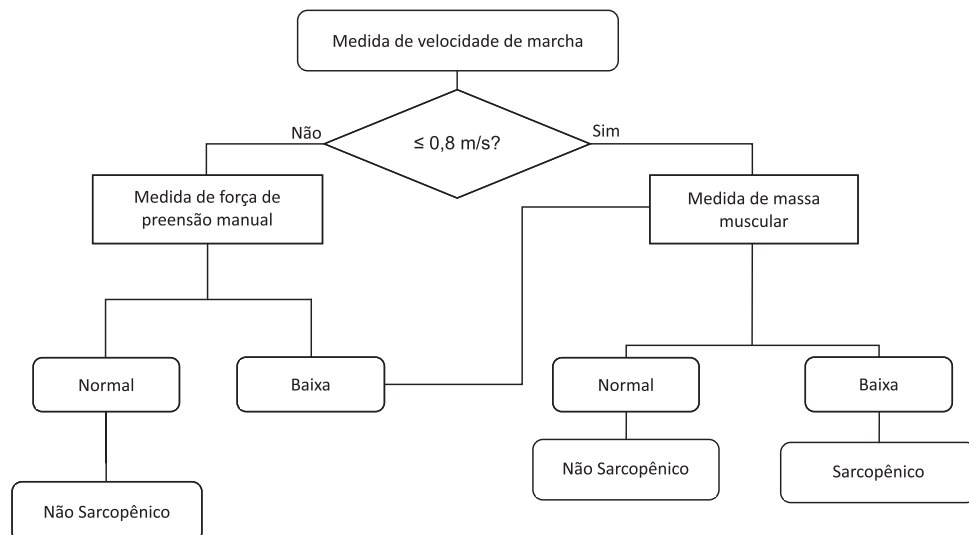 Medida de velocidade de marcha
Não
≤ 0,8 m/s?
Sim
Medida de força de
preensão manual
Medida de massa
muscular
Normal
Baixa
Normal
Baixa
Não Sarcopênico
Sarcopênico
Não Sarcopênico